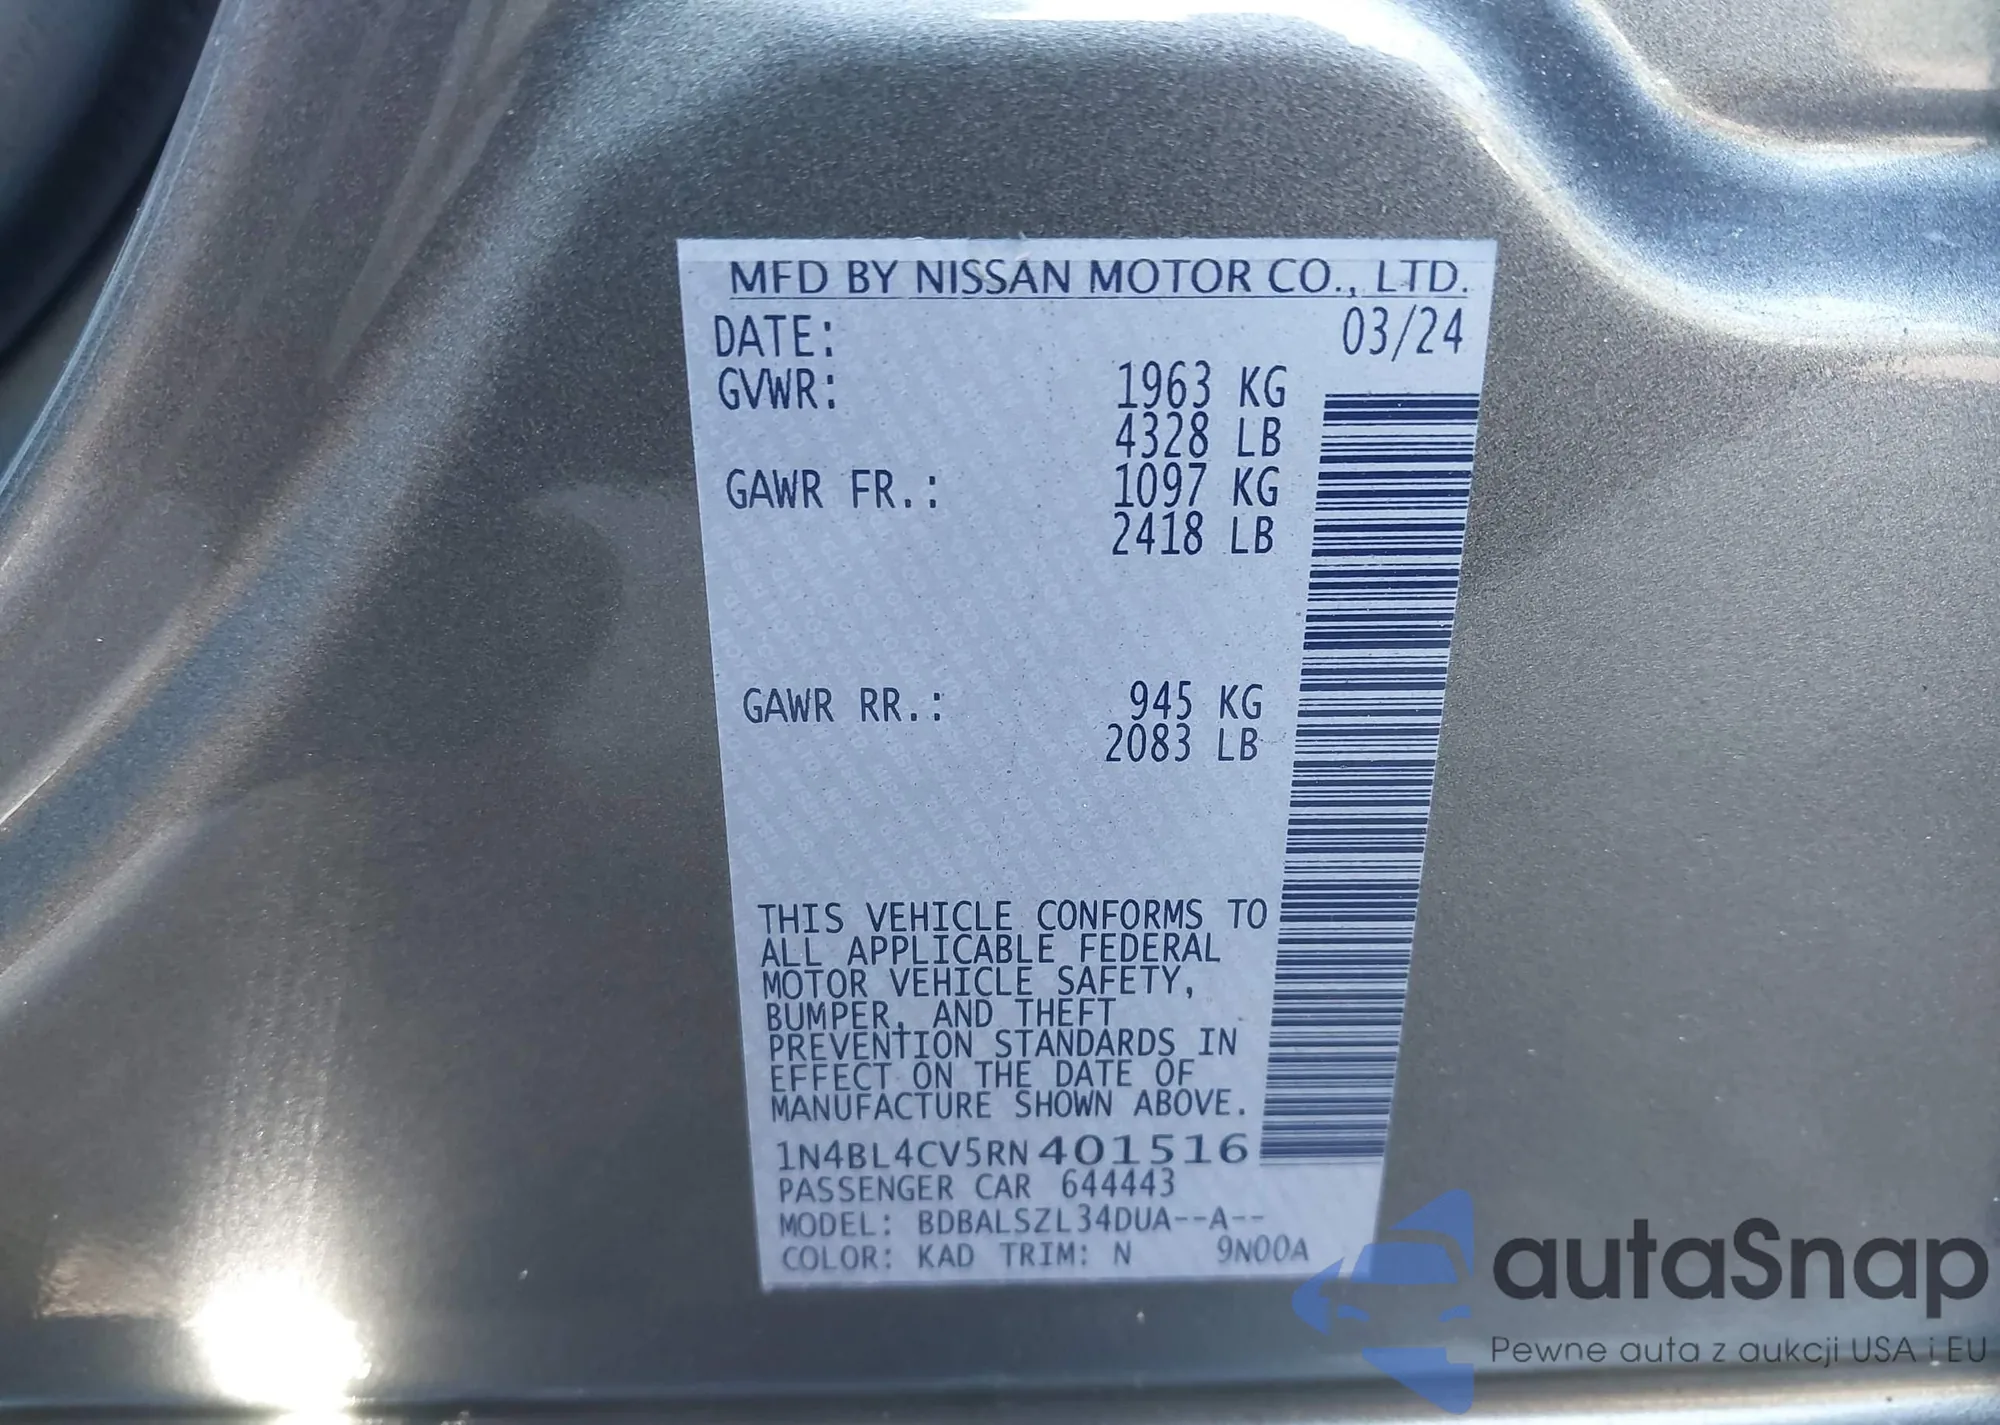 MFD BY NISSAN MOTOR CO., LTD.
DATE: 03/24
GVWR: 1963 KG
4328 LB
GAWR FR.: 1097 KG
2418 LB
GAWR RR.: 945 KG
2083 LB
THIS VEHICLE CONFORMS TO
ALL APPLICABLE FEDERAL
MOTOR VEHICLE SAFETY,
BUMPER, AND THEFT
PREVENTION STANDARDS IN
EFFECT ON THE DATE OF
MANUFACTURE SHOWN ABOVE.
1N4BL4CV5RN401516
PASSENGER CAR 644443
MODEL: BDBALSZL34DUA--A--
COLOR: KAD TRIM: N 9N00A
autaSnap
Pewne auta z aukcji USA i EU